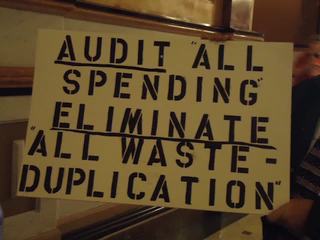 AUDIT "ALL
SPENDING"
ELIMINATE
"ALL WASTE-
DUPLICATION"